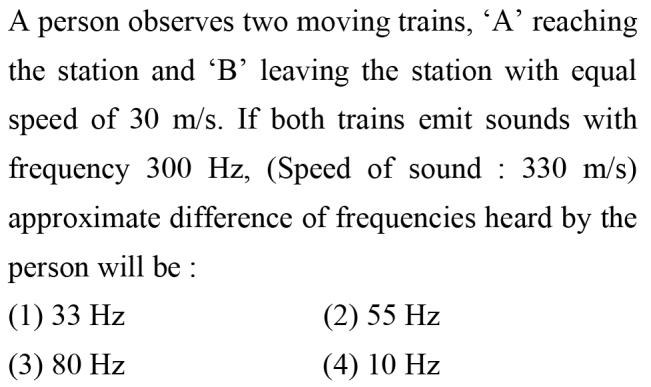 A person observes two moving trains, ‘A’ reaching
the station and ‘B’ leaving the station with equal
speed of 30 m/s. If both trains emit sounds with
frequency 300 Hz, (Speed of sound : 330 m/s)
approximate difference of frequencies heard by the
person will be :
(1) 33 Hz (2) 55 Hz
(3) 80 Hz (4) 10 Hz